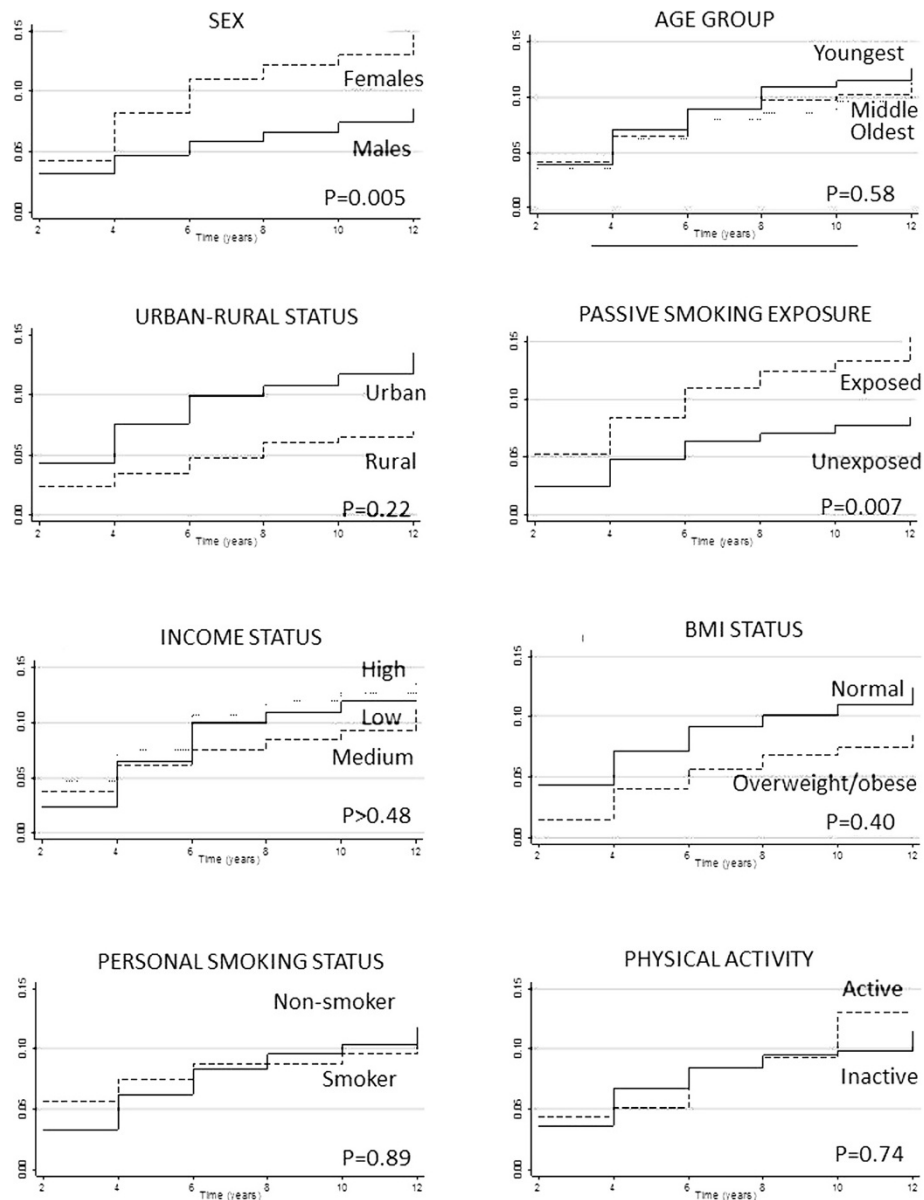 SEX
0.15
0.10
0.05
0.00
Females
Males
P=0.005
2 4 6 8 10 12
Time (years)
AGE GROUP
0.15
0.10
0.05
0.00
Youngest
Middle
Oldest
P=0.58
2 4 6 8 10 12
Time (years)
URBAN-RURAL STATUS
0.15
0.10
0.05
0.00
Urban
Rural
P=0.22
2 4 6 8 10 12
Time (years)
PASSIVE SMOKING EXPOSURE
0.15
0.10
0.05
0.00
Exposed
Unexposed
P=0.007
2 4 6 8 10 12
Time (years)
INCOME STATUS
0.15
0.10
0.05
0.00
High
Low
Medium
P>0.48
2 4 6 8 10 12
Time (years)
BMI STATUS
0.15
0.10
0.05
0.00
Normal
Overweight/obese
P=0.40
2 4 6 8 10 12
Time (years)
PERSONAL SMOKING STATUS
0.15
0.10
0.05
0.00
Non-smoker
Smoker
P=0.89
2 4 6 8 10 12
Time (years)
PHYSICAL ACTIVITY
0.15
0.10
0.05
0.00
Active
Inactive
P=0.74
2 4 6 8 10 12
Time (years)